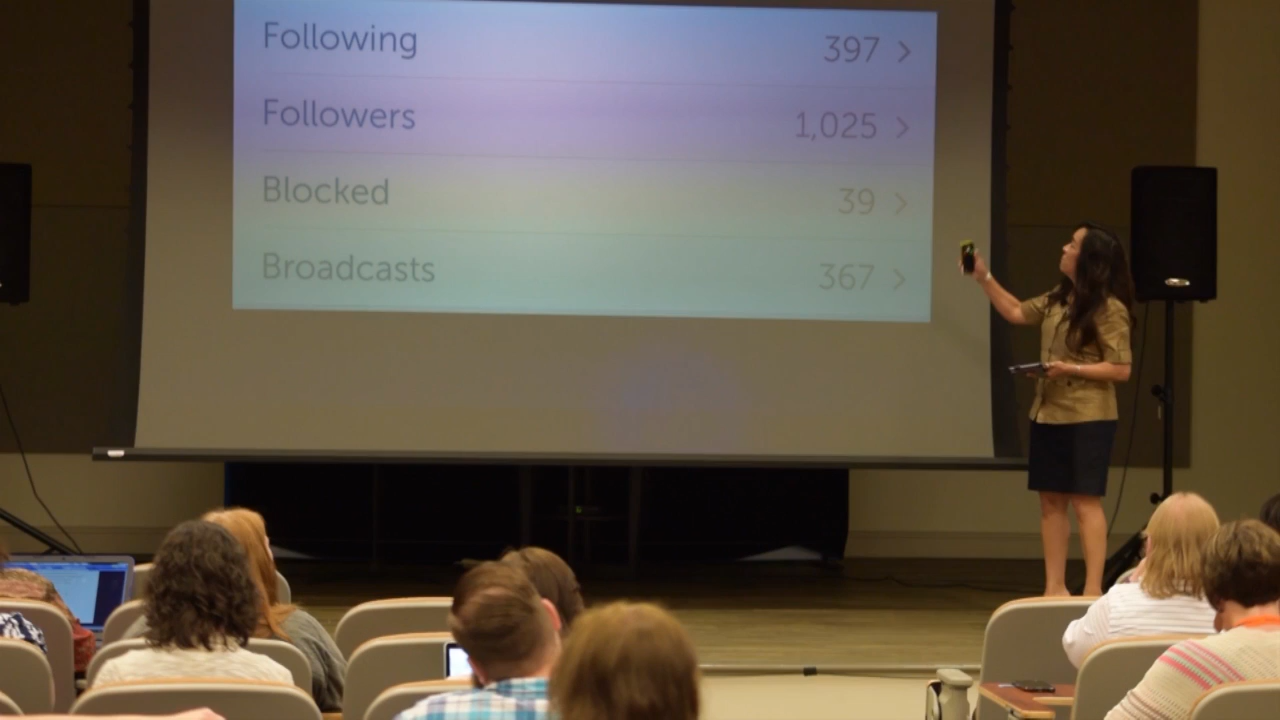 Following 397 >
Followers 1,025 >
Blocked 39 >
Broadcasts 367 >